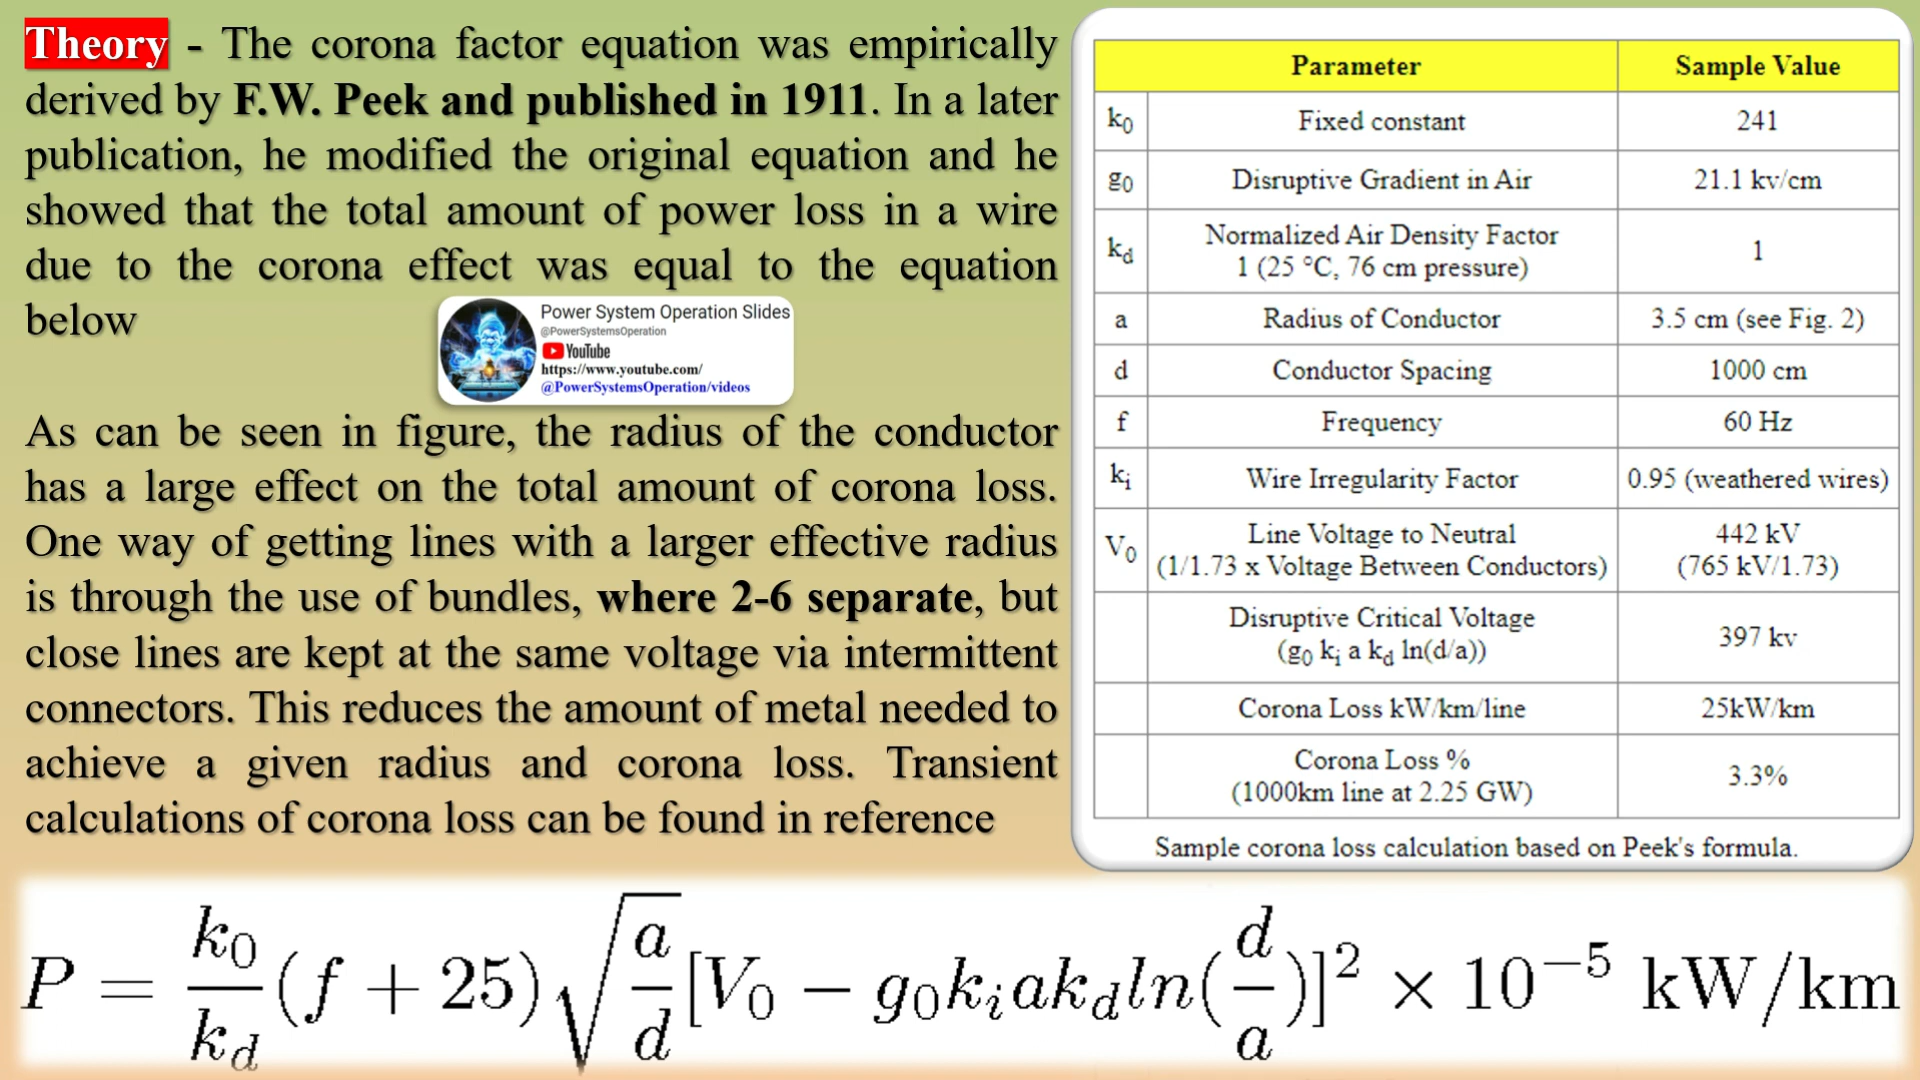 Theory - The corona factor equation was empirically
derived by F.W. Peek and published in 1911. In a later
publication, he modified the original equation and he
showed that the total amount of power loss in a wire
due to the corona effect was equal to the equation
below
Power System Operation Slides
@PowerSystemsOperation
YouTube
https://www.youtube.com/
@PowerSystemsOperation/videos
As can be seen in figure, the radius of the conductor
has a large effect on the total amount of corona loss.
One way of getting lines with a larger effective radius
is through the use of bundles, where 2-6 separate, but
close lines are kept at the same voltage via intermittent
connectors. This reduces the amount of metal needed to
achieve a given radius and corona loss. Transient
calculations of corona loss can be found in reference
Parameter Sample Value
k₀ Fixed constant 241
g₀ Disruptive Gradient in Air 21.1 kv/cm
k_d Normalized Air Density Factor 1
1 (25 °C, 76 cm pressure)
a Radius of Conductor 3.5 cm (see Fig. 2)
d Conductor Spacing 1000 cm
f Frequency 60 Hz
kᵢ Wire Irregularity Factor 0.95 (weathered wires)
V₀ Line Voltage to Neutral 442 kV
(1/1.73 x Voltage Between Conductors) (765 kV/1.73)
Disruptive Critical Voltage 397 kv
(g₀ kᵢ a k_d ln(d/a))
Corona Loss kW/km/line 25kW/km
Corona Loss % 3.3%
(1000km line at 2.25 GW)
Sample corona loss calculation based on Peek's formula.
P = k₀/k_d (f + 25) √(a/d) [V₀ − g₀kᵢak_d ln(d/a)]² × 10⁻⁵ kW/km